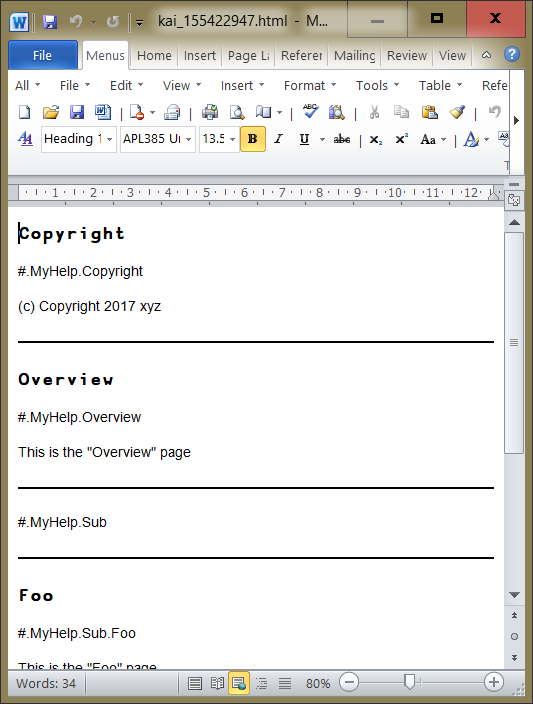 W kai_155422947.html - M...
File Menus Home Insert Page La Referer Mailing Review View
All File Edit View Insert Format Tools Table Refe
ABC
Heading 1 APL385 Un 13.5 B I U abc x₂ x² Aa A
1 2 3 4 5 6 7 8 9 10 11 12
Copyright
#.MyHelp.Copyright
(c) Copyright 2017 xyz
Overview
#.MyHelp.Overview
This is the "Overview" page
#.MyHelp.Sub
Foo
#.MyHelp.Sub.Foo
This is the "Foo" page
Words: 34 80%